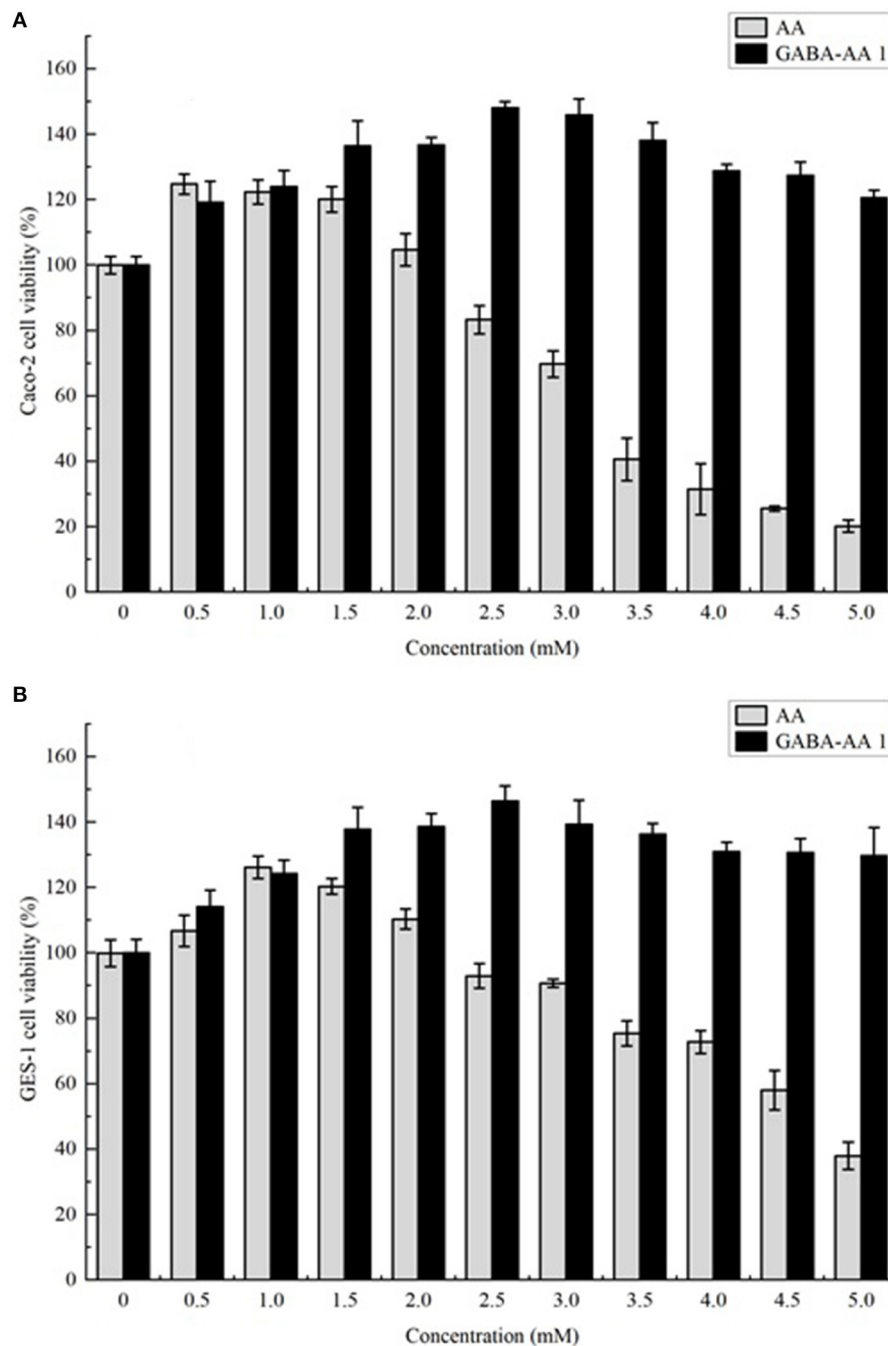 A
AA
GABA-AA 1
160
140
120
100
80
60
40
20
0
Caco-2 cell viability (%)
0 0.5 1.0 1.5 2.0 2.5 3.0 3.5 4.0 4.5 5.0
Concentration (mM)
B
AA
GABA-AA 1
160
140
120
100
80
60
40
20
0
GES-1 cell viability (%)
0 0.5 1.0 1.5 2.0 2.5 3.0 3.5 4.0 4.5 5.0
Concentration (mM)